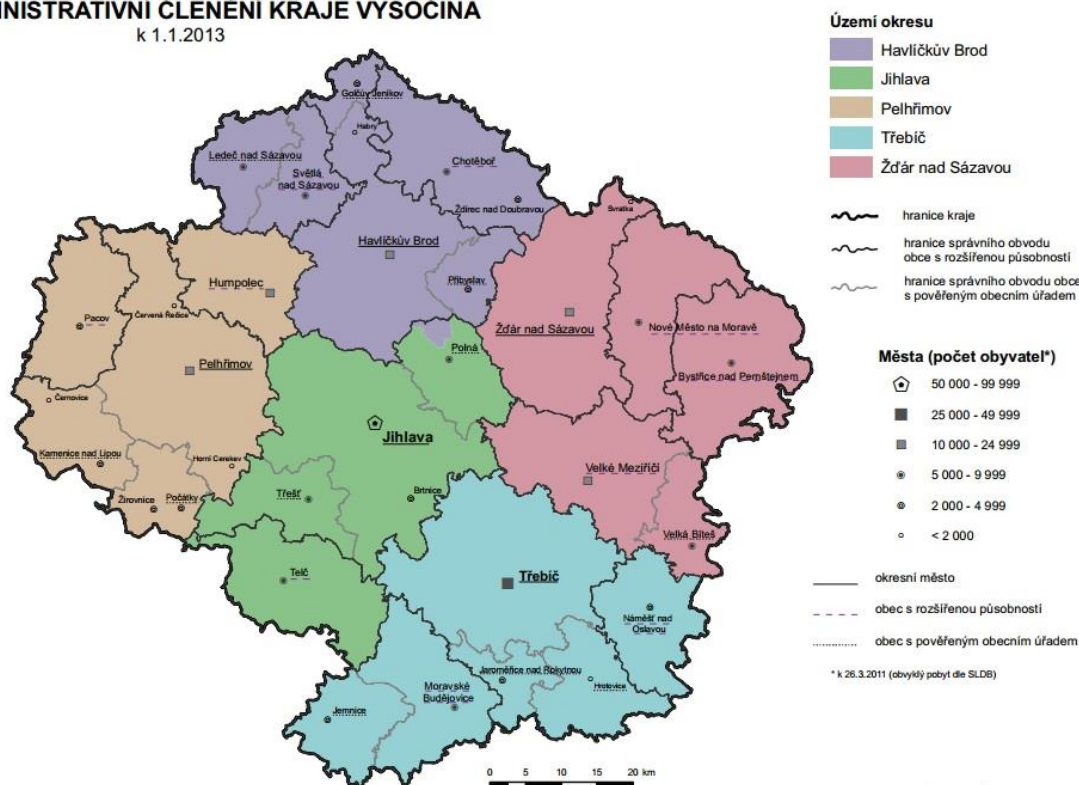 MINISTRATIVNÍ ČLENĚNÍ KRAJE VYSOČINA
k 1.1.2013
Golčův Jeníkov
Habry
Ledeč nad Sázavou
Světlá
nad Sázavou
Chotěboř
Ždírec nad Doubravou
Havlíčkův Brod
Přibyslav
Svratka
Humpolec
Pacov
Červená Řečice
Pelhřimov
Černovice
Kamenice nad Lipou
Horní Cerekev
Žirovnice
Počátky
Žďár nad Sázavou
Nové Město na Moravě
Bystřice nad Pernštejnem
Polná
Jihlava
Velké Meziříčí
Třešť
Brtnice
Velká Bíteš
Telč
Třebíč
Náměšť nad
Oslavou
Jaroměřice nad Rokytnou
Hrotovice
Moravské
Budějovice
Jemnice
0 5 10 15 20 km
Území okresu
Havlíčkův Brod
Jihlava
Pelhřimov
Třebíč
Žďár nad Sázavou
hranice kraje
hranice správního obvodu
obce s rozšířenou působností
hranice správního obvodu obce
s pověřeným obecním úřadem
Města (počet obyvatel*)
50 000 - 99 999
25 000 - 49 999
10 000 - 24 999
5 000 - 9 999
2 000 - 4 999
< 2 000
okresní město
obec s rozšířenou působností
obec s pověřeným obecním úřadem
* k 26.3.2011 (obvyklý pobyt dle SLDB)